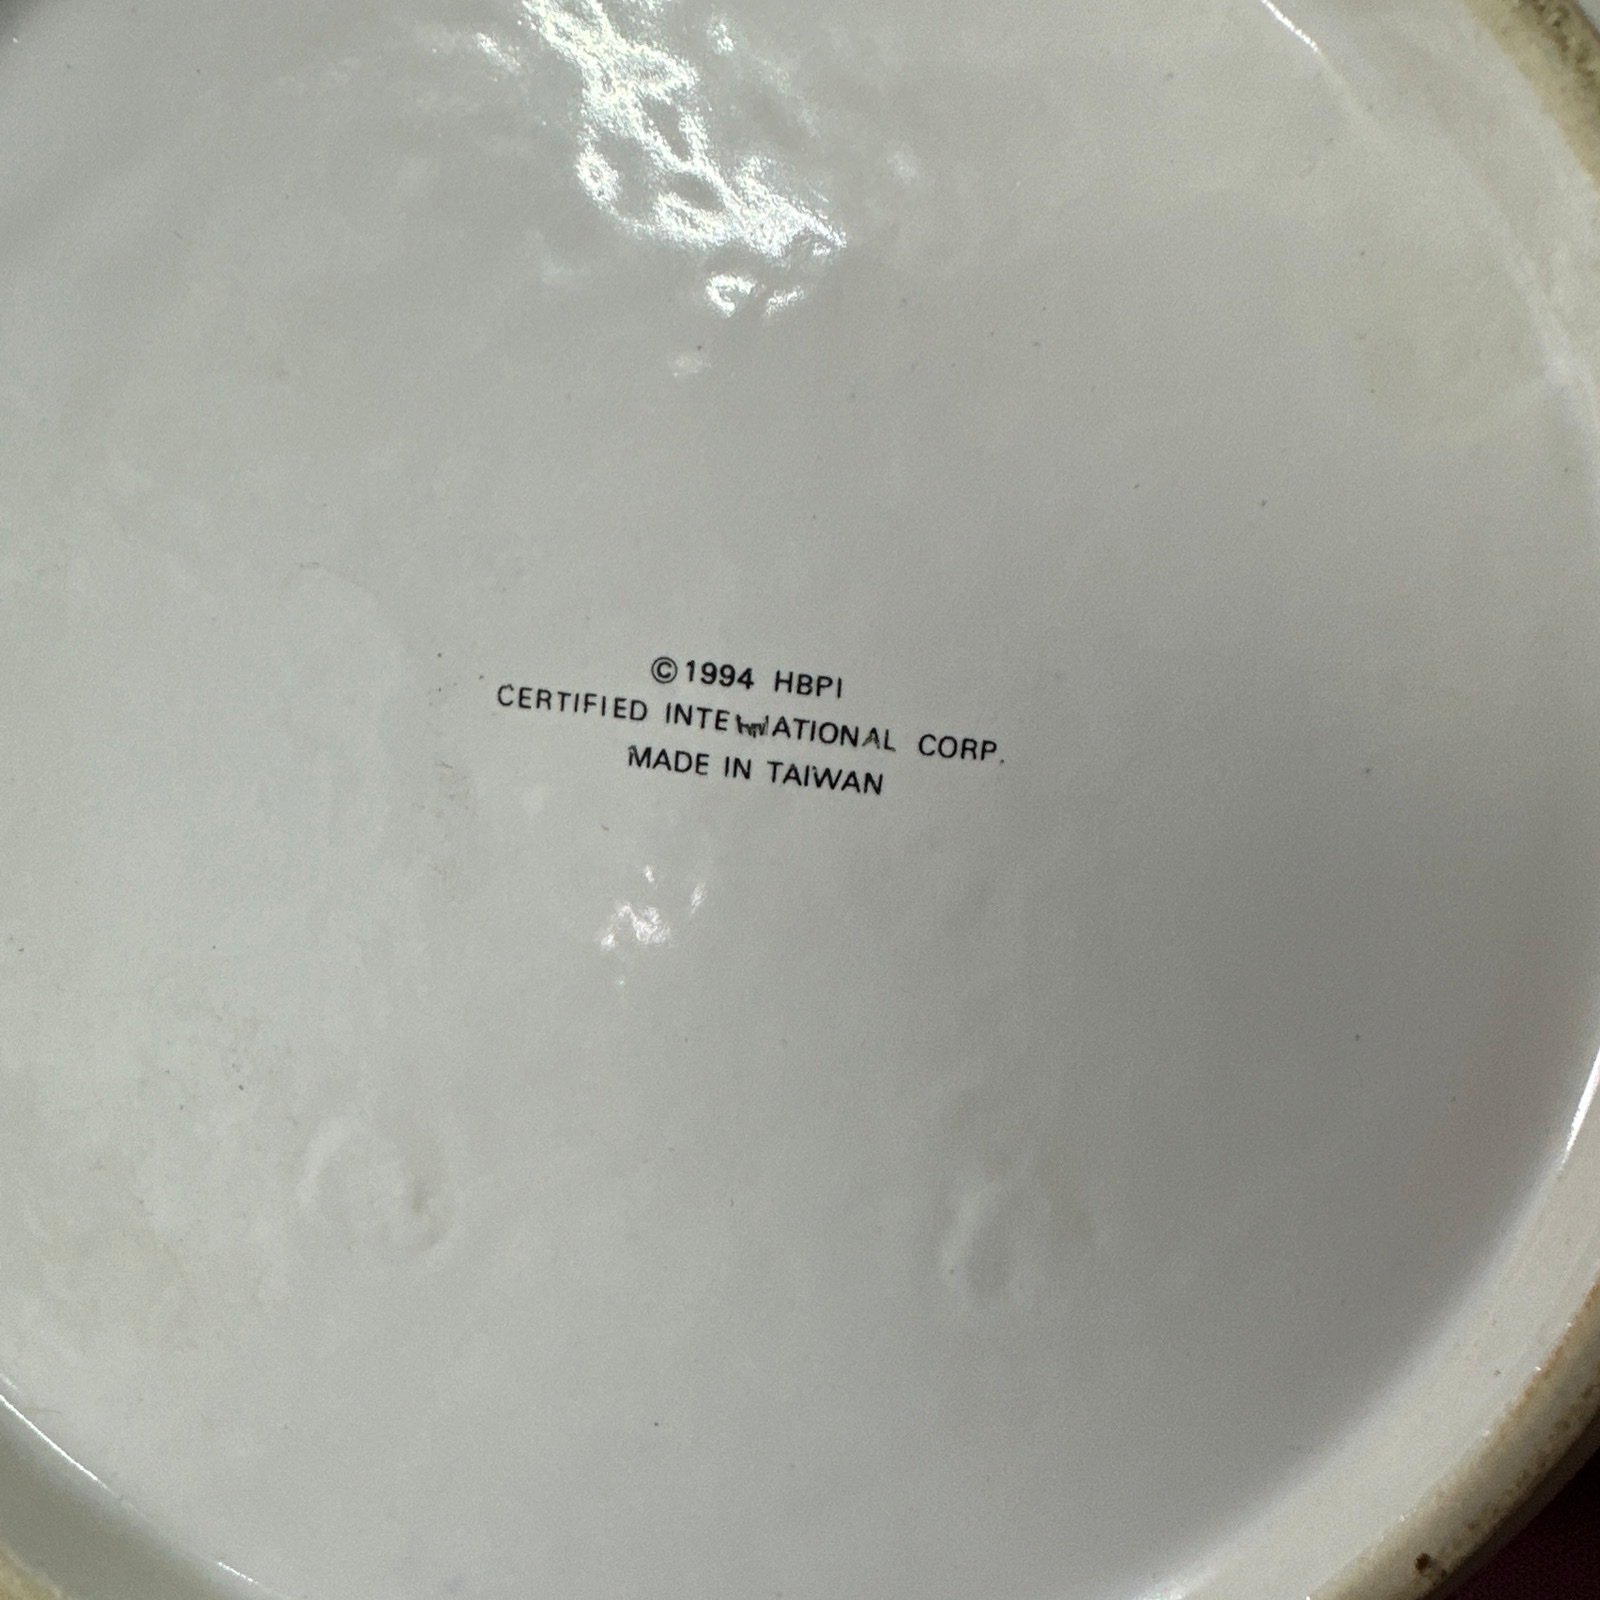 ©1994 HBPI
CERTIFIED INTERNATIONAL CORP.
MADE IN TAIWAN